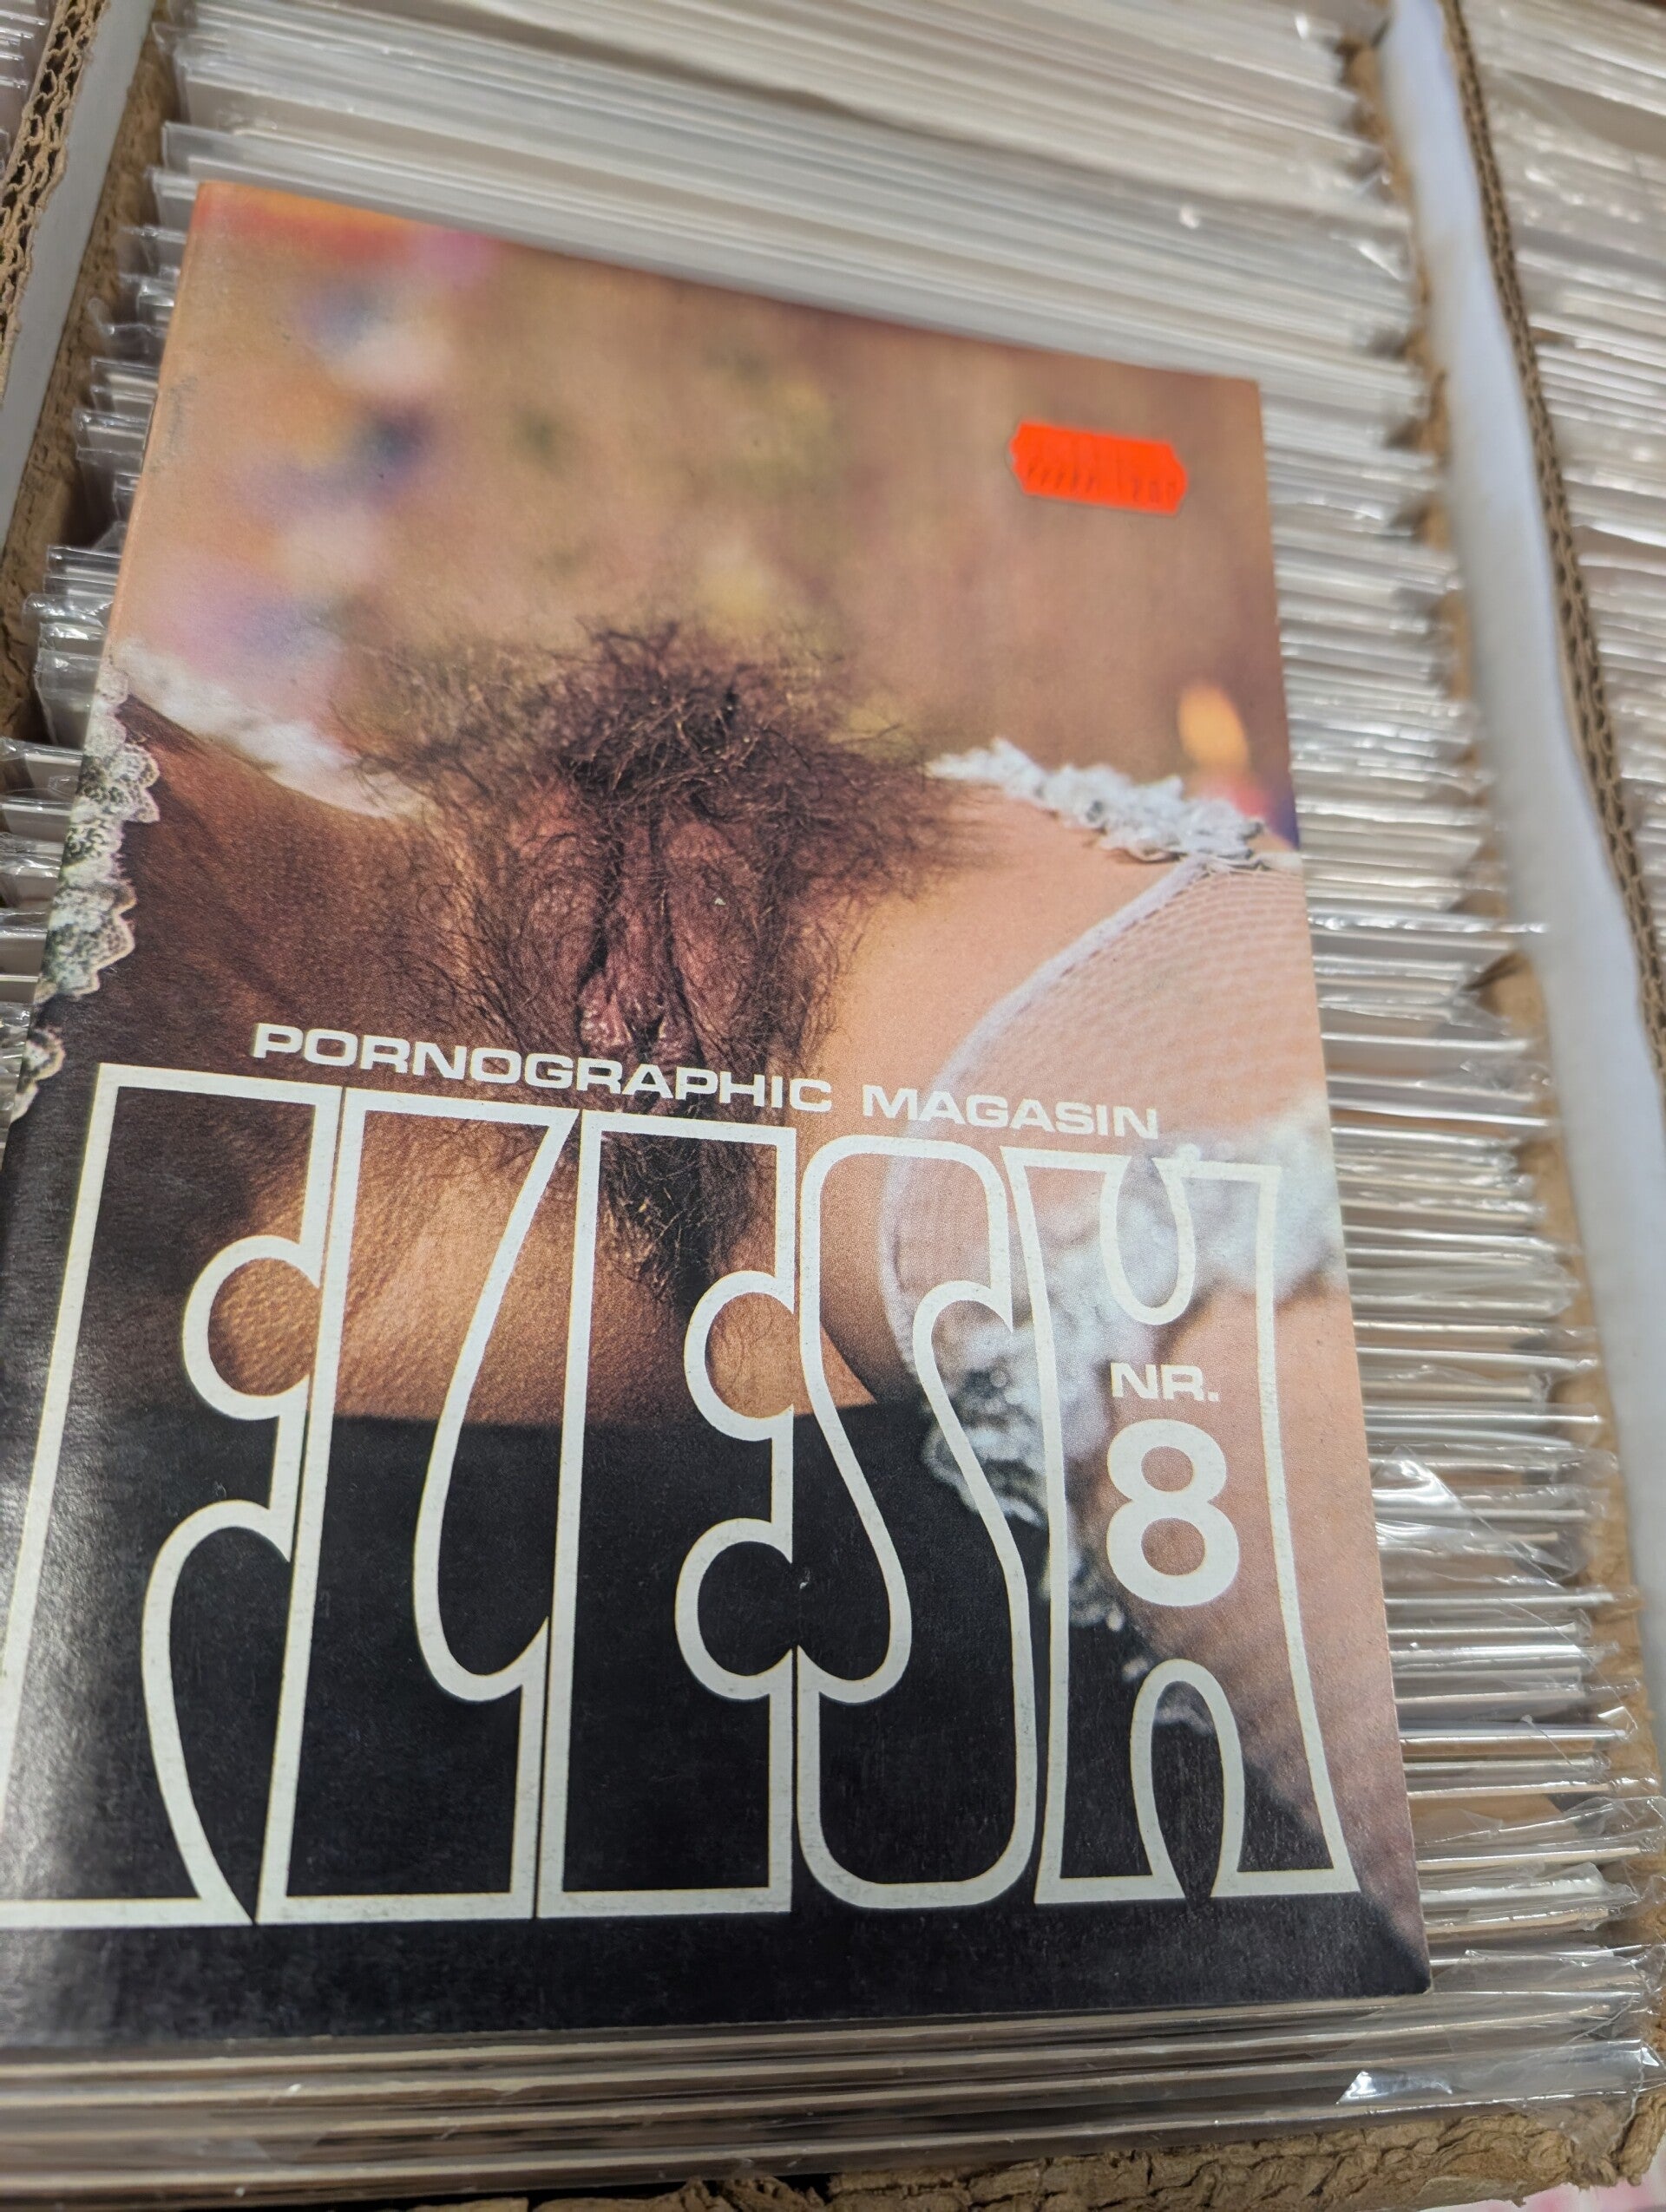 PORNOGRAPHIC MAGASIN
FLESH
NR.
8